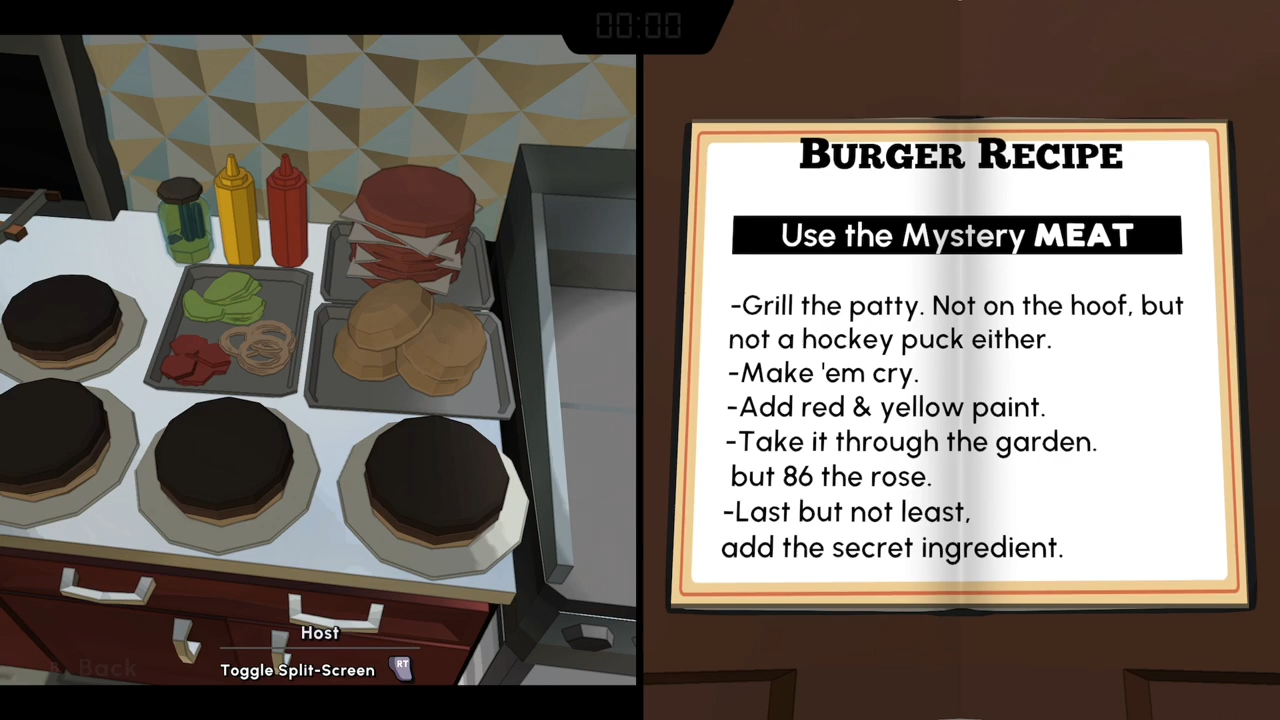 00:00
BURGER RECIPE
Use the Mystery MEAT
-Grill the patty. Not on the hoof, but
not a hockey puck either.
-Make 'em cry.
-Add red & yellow paint.
-Take it through the garden.
but 86 the rose.
-Last but not least,
add the secret ingredient.
Host
Toggle Split-Screen RT
Back